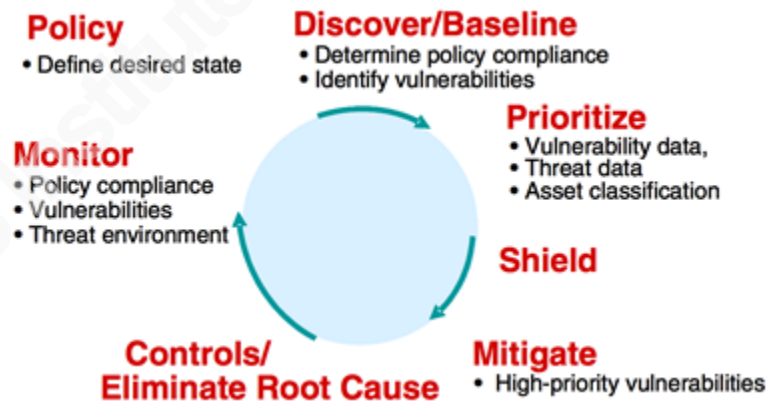 Policy
• Define desired state
Discover/Baseline
• Determine policy compliance
• Identify vulnerabilities
Prioritize
• Vulnerability data,
• Threat data
• Asset classification
Shield
Mitigate
• High-priority vulnerabilities
Controls/
Eliminate Root Cause
Monitor
• Policy compliance
• Vulnerabilities
• Threat environment